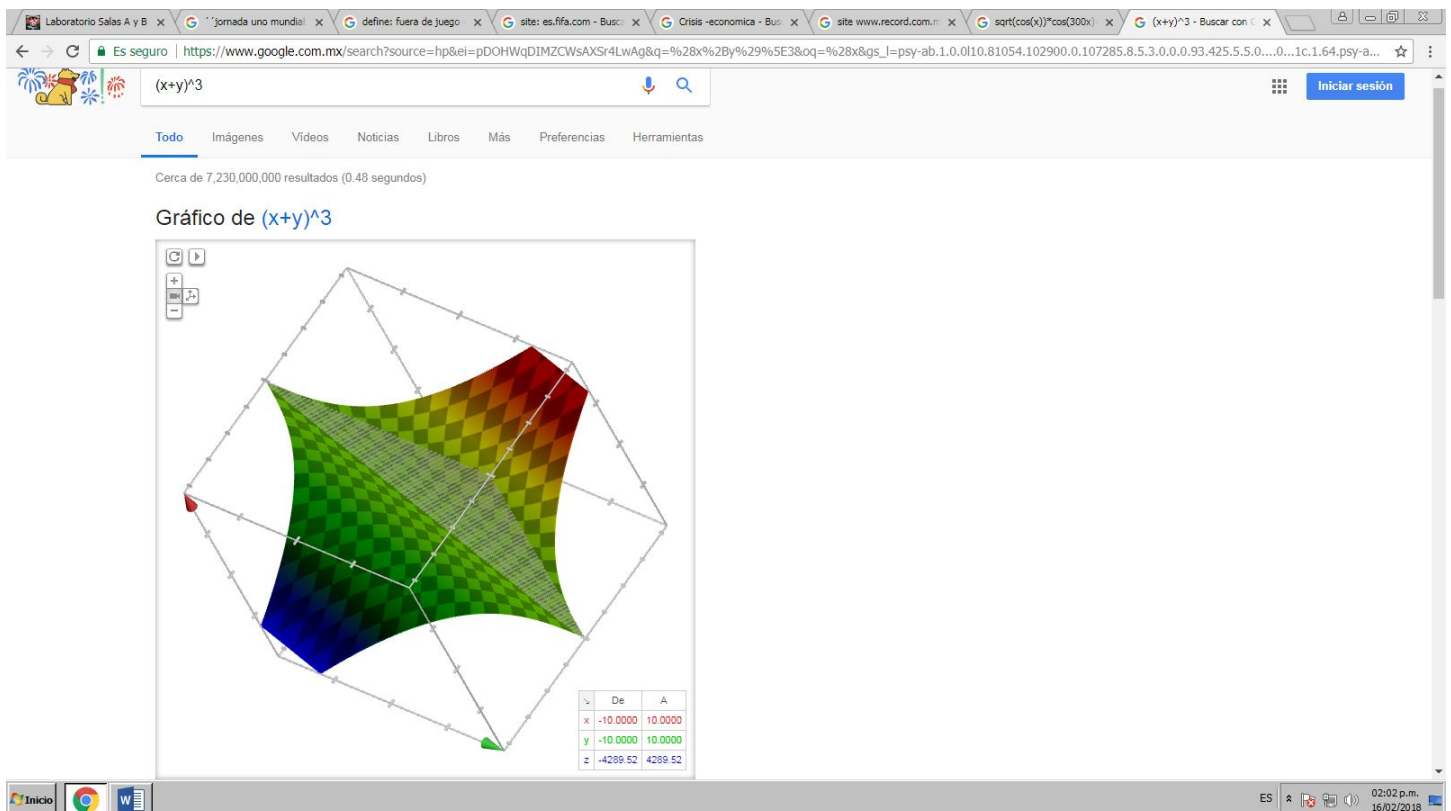 Laboratorio Salas A y B
´´jornada uno mundial
define: fuera de juego -
site: es.fifa.com - Busc
Crisis -economica - Bus
site www.record.com.m
sqrt(cos(x))*cos(300x)
(x+y)^3 - Buscar con G
Es seguro | https://www.google.com.mx/search?source=hp&ei=pDOHWqDIMZCWsAXSr4LwAg&q=%28x%2By%29%5E3&oq=%28x&gs_l=psy-ab.1.0.0l10.81054.102900.0.107285.8.5.3.0.0.0.93.425.5.5.0....0...1c.1.64.psy-a...
(x+y)^3
Iniciar sesión
Todo Imágenes Vídeos Noticias Libros Más Preferencias Herramientas
Cerca de 7,230,000,000 resultados (0.48 segundos)
Gráfico de (x+y)^3
De A
x -10.0000 10.0000
y -10.0000 10.0000
z -4289.52 4289.52
Inicio
ES
02:02 p.m.
16/02/2018